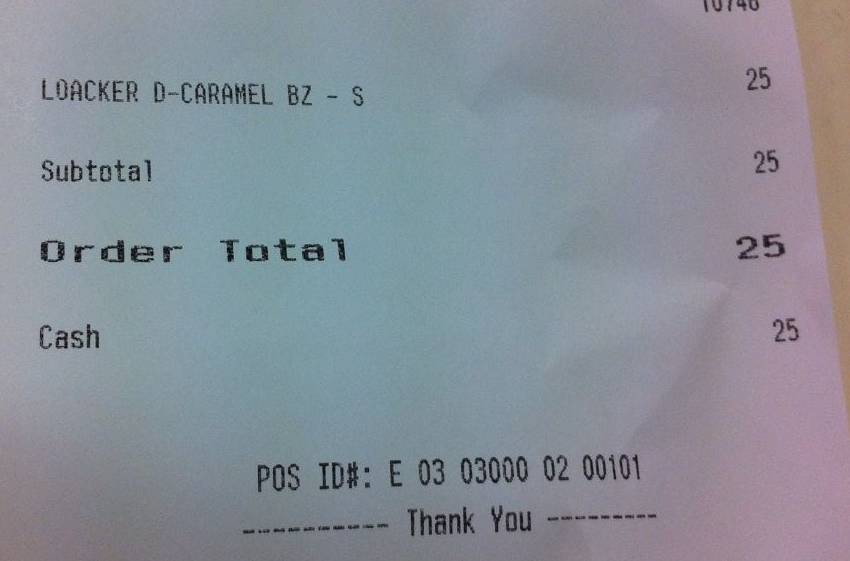 LOACKER D-CARAMEL BZ - S 25
Subtotal 25
Order Total 25
Cash 25
POS ID#: E 03 03000 02 00101
----------- Thank You ---------